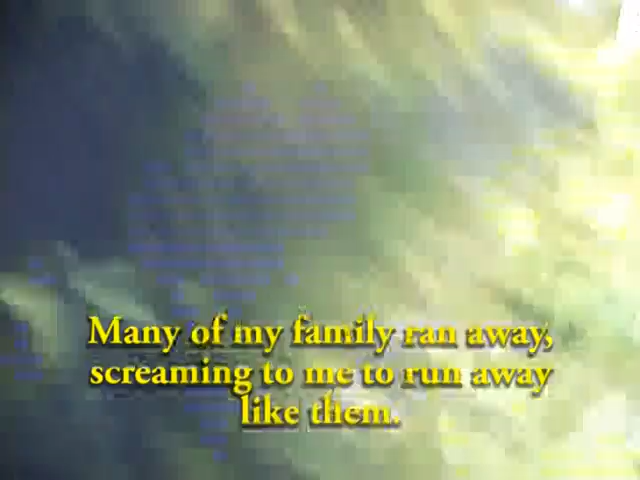 Many of my family ran away,
screaming to me to run away
like them.